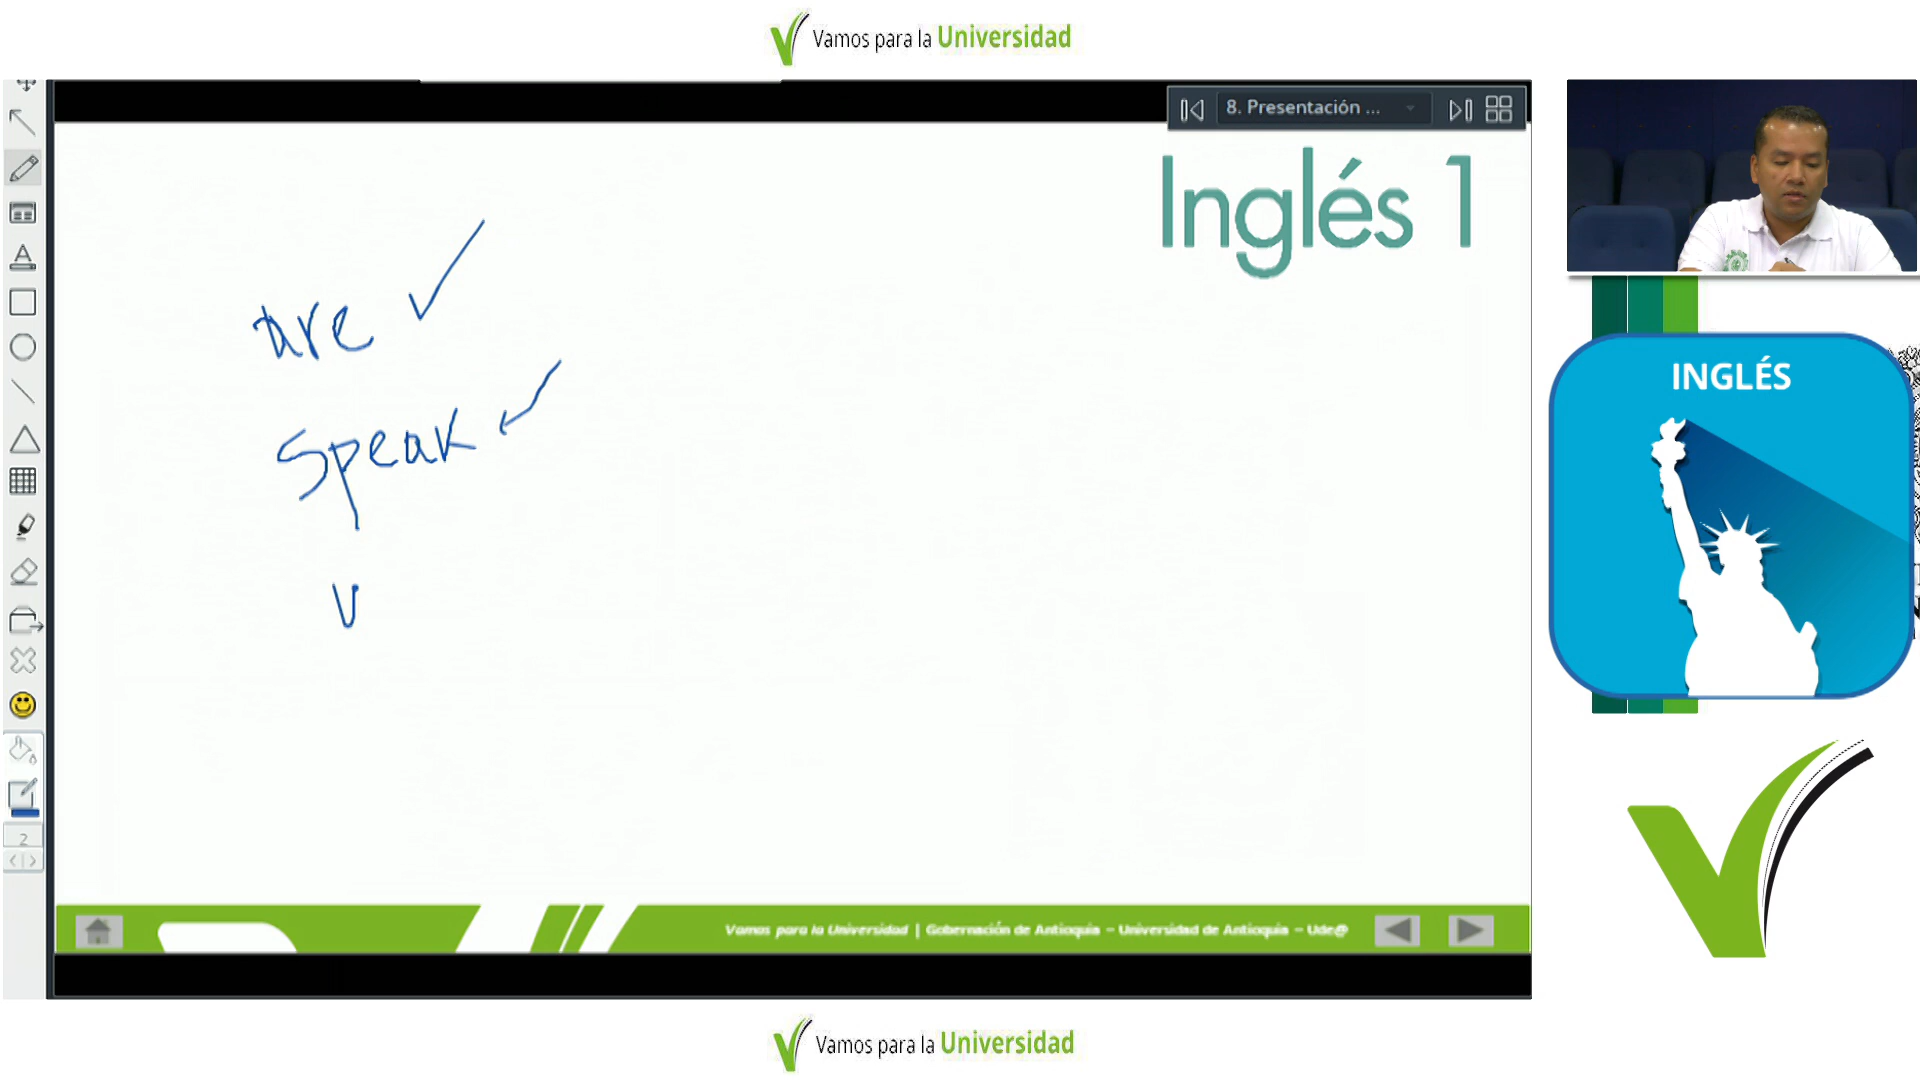 Vamos para la Universidad
8. Presentación ...
Inglés 1
are
speak
v
INGLÉS
2
Vamos para la Universidad | Gobernación de Antioquia – Universidad de Antioquia – Ude@
Vamos para la Universidad